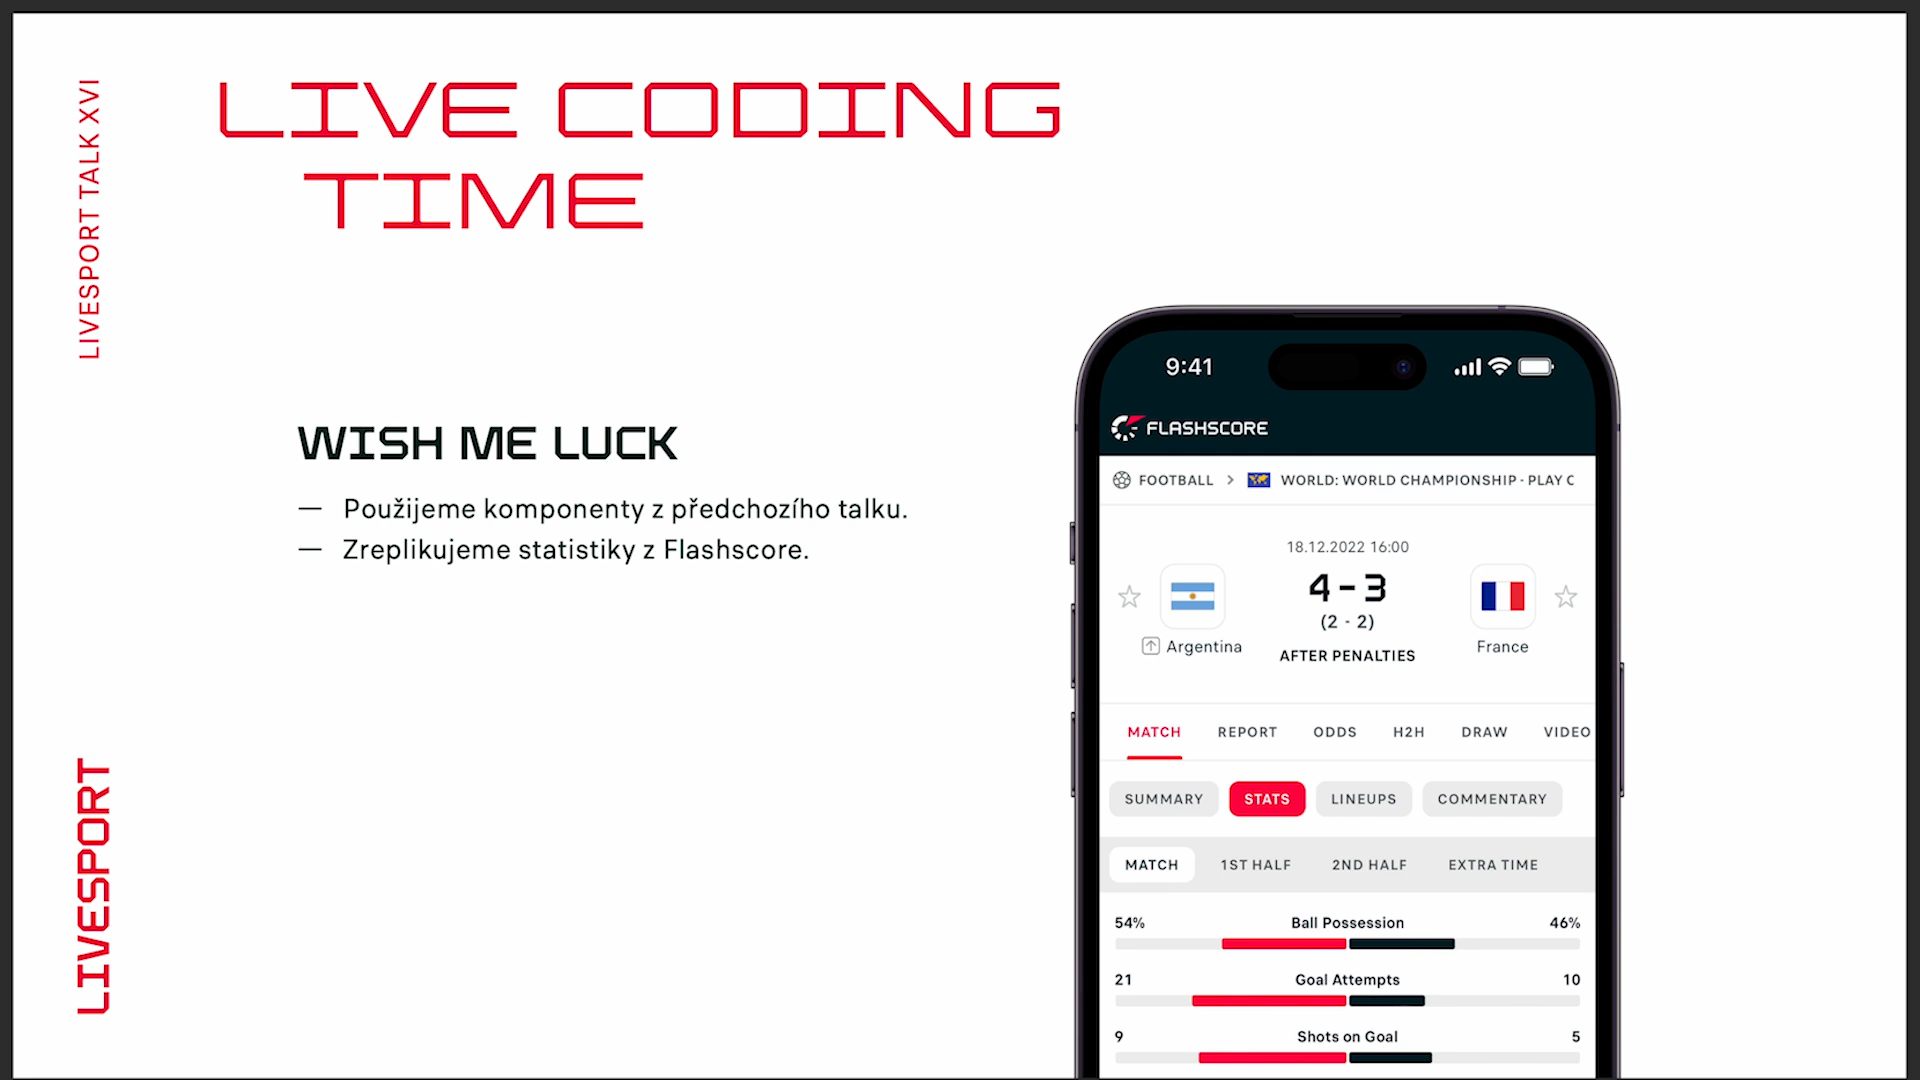 LIVESPORT TALK XVI
LIVE CODING
TIME
WISH ME LUCK
— Použijeme komponenty z předchozího talku.
— Zreplikujeme statistiky z Flashscore.
LIVESPORT
9:41
FLASHSCORE
FOOTBALL > WORLD: WORLD CHAMPIONSHIP - PLAY O
18.12.2022 16:00
4 - 3
(2 - 2)
Argentina
AFTER PENALTIES
France
MATCH REPORT ODDS H2H DRAW VIDEO
SUMMARY STATS LINEUPS COMMENTARY
MATCH 1ST HALF 2ND HALF EXTRA TIME
54% Ball Possession 46%
21 Goal Attempts 10
9 Shots on Goal 5